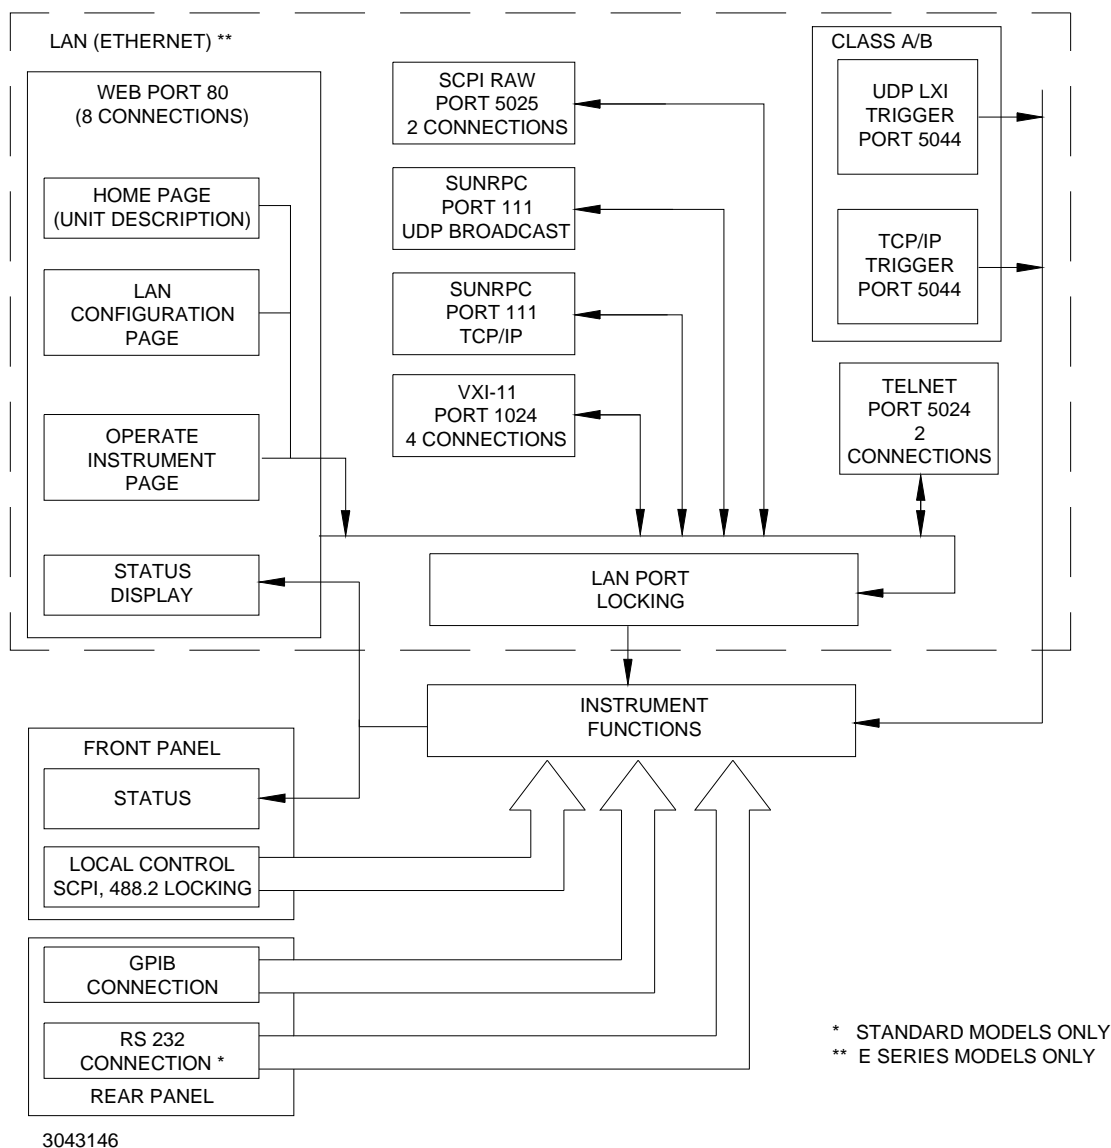 LAN (ETHERNET) **
WEB PORT 80
(8 CONNECTIONS)
HOME PAGE
(UNIT DESCRIPTION)
LAN
CONFIGURATION
PAGE
OPERATE
INSTRUMENT
PAGE
STATUS
DISPLAY
SCPI RAW
PORT 5025
2 CONNECTIONS
SUNRPC
PORT 111
UDP BROADCAST
SUNRPC
PORT 111
TCP/IP
VXI-11
PORT 1024
4 CONNECTIONS
CLASS A/B
UDP LXI
TRIGGER
PORT 5044
TCP/IP
TRIGGER
PORT 5044
TELNET
PORT 5024
2
CONNECTIONS
LAN PORT
LOCKING
INSTRUMENT
FUNCTIONS
FRONT PANEL
STATUS
LOCAL CONTROL
SCPI, 488.2 LOCKING
GPIB
CONNECTION
RS 232
CONNECTION *
REAR PANEL
* STANDARD MODELS ONLY
** E SERIES MODELS ONLY
3043146